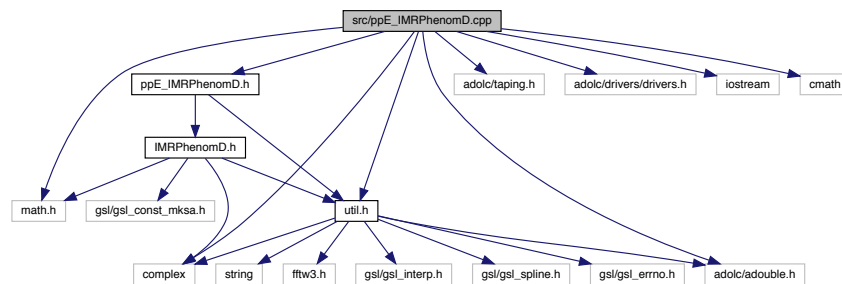 src/ppE_IMRPhenomD.cpp
ppE_IMRPhenomD.h
adolc/taping.h
adolc/drivers/drivers.h
iostream
cmath
IMRPhenomD.h
math.h
gsl/gsl_const_mksa.h
util.h
complex
string
fftw3.h
gsl/gsl_interp.h
gsl/gsl_spline.h
gsl/gsl_errno.h
adolc/adouble.h